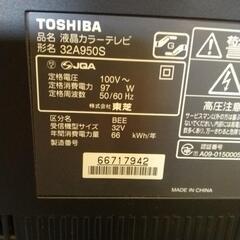 TOSHIBA
品名 液晶カラーテレビ
形名 32A950S
JQA
定格電圧 100V～
定格消費電力 97 W
定格周波数 50/60 Hz
株式会社 東芝
区分名 BEE
受信機型サイズ 32V
年間消費電力量 66 kWh/年
製造番号
66717942
MADE IN CHINA
高圧注意
A09-0150005